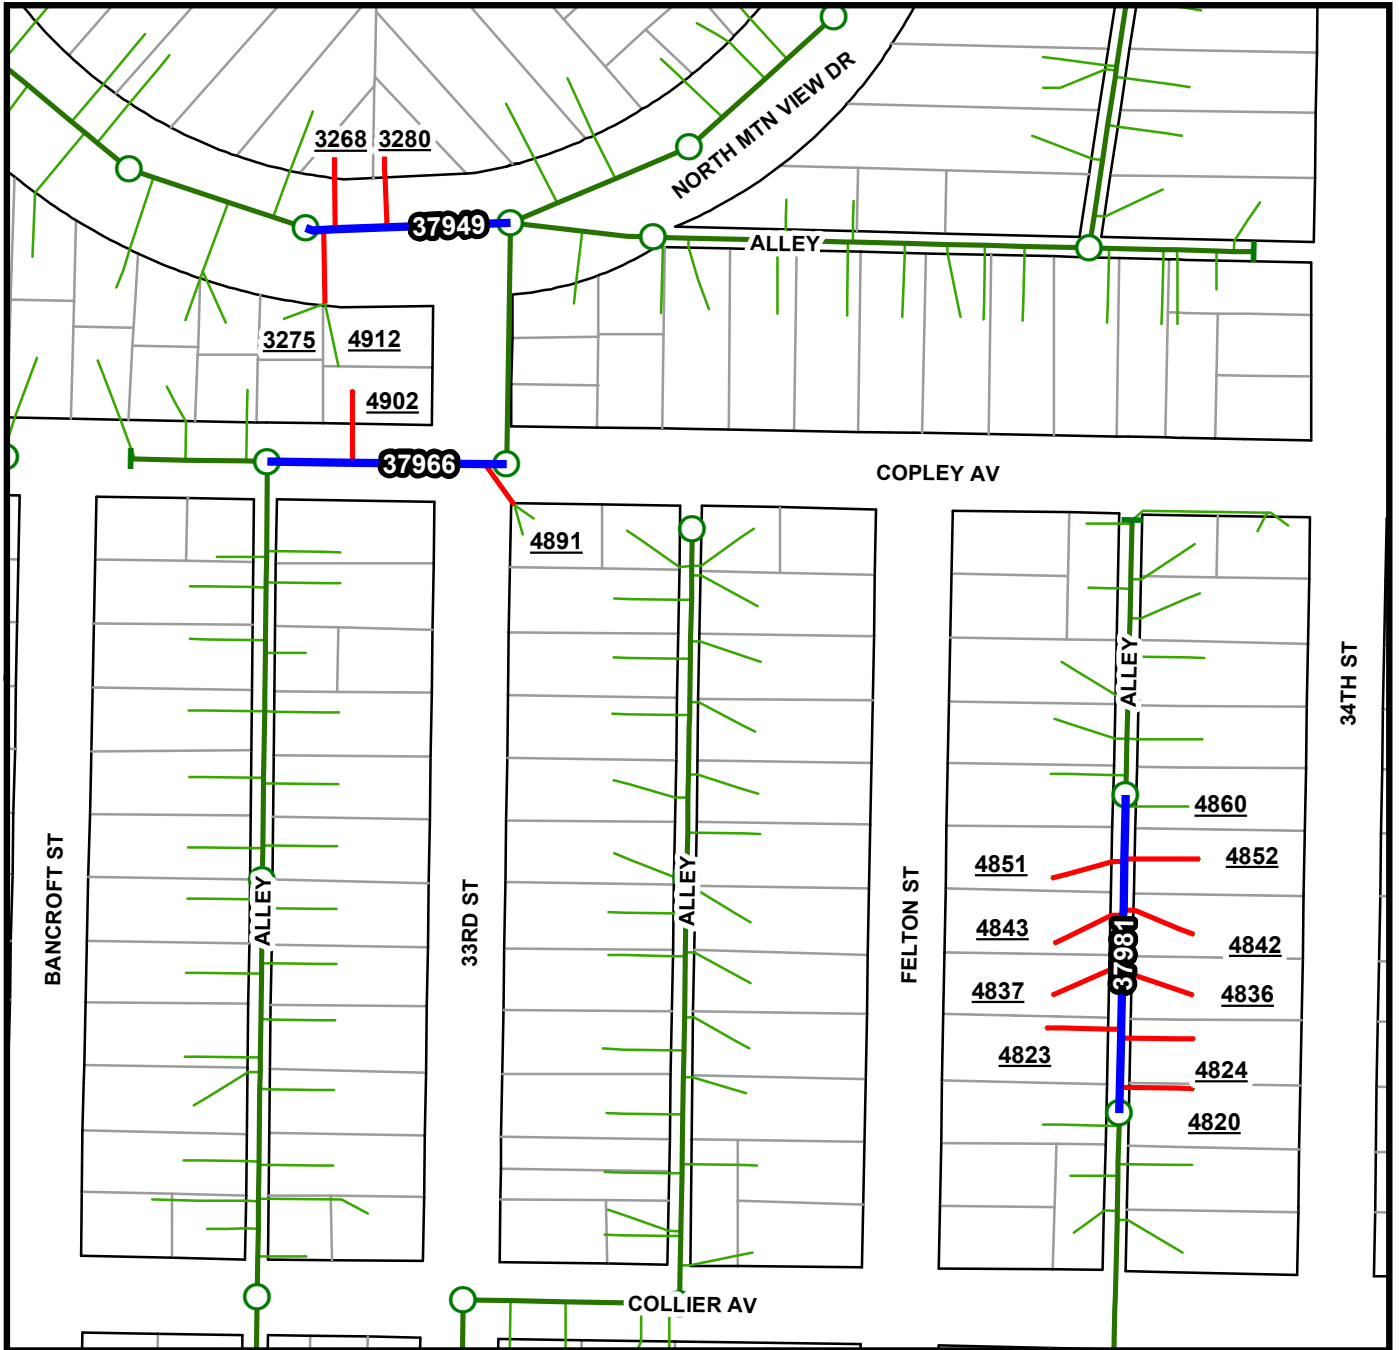 NORTH MTN VIEW DR
3268 3280
37949
ALLEY
3275 4912
4902
37966
COPLEY AV
4891
34TH ST
ALLEY
4860
4851
4852
BANCROFT ST
ALLEY
33RD ST
ALLEY
FELTON ST
4843
4842
37981
4837
4836
4823
4824
4820
COLLIER AV